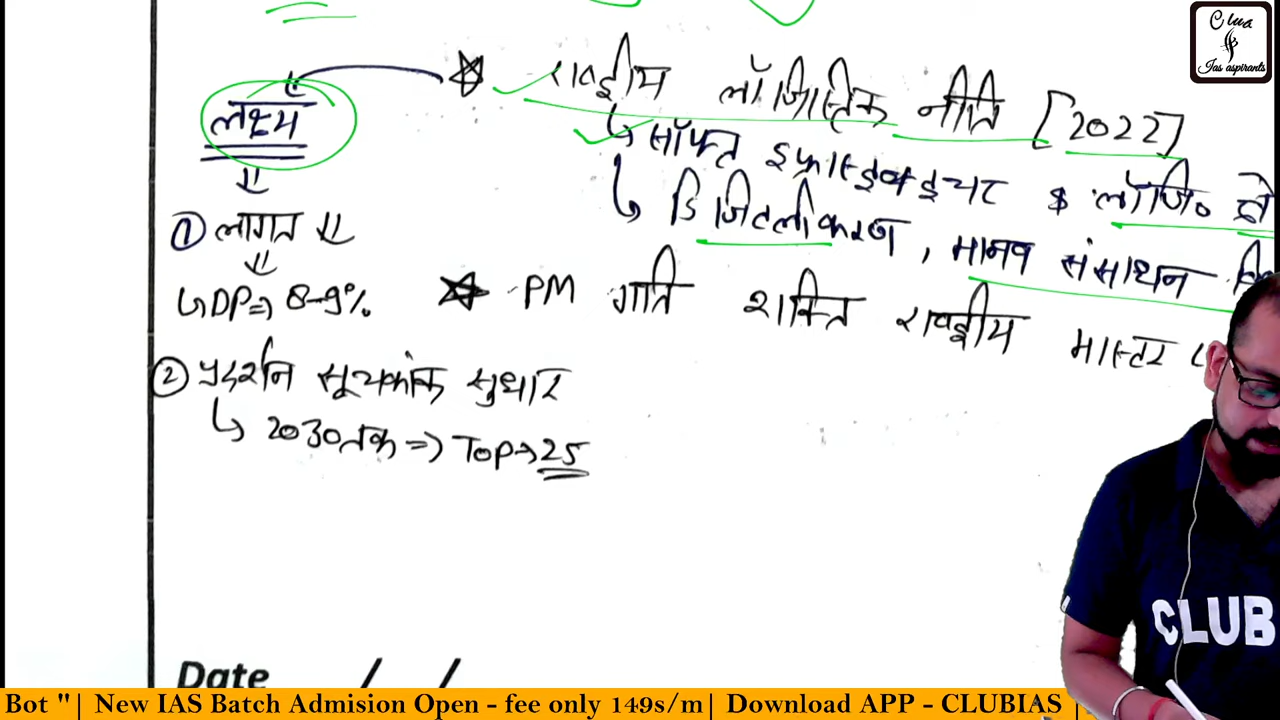 Clua
Ias aspirants
राष्ट्रीय लॉजिस्टिक नीति [2022]
लक्ष्य
↳ सॉफ्ट इन्फ्रास्ट्रक्चर & लॉजि० क्षे
↳ डिजिटलीकरण, मानव संसाधन वि
① लागत ⇓
↳ GDP ⇒ 8-9%
PM गति शक्ति राष्ट्रीय मास्टर
② प्रदर्शन सूचकांक सुधार
↳ 2030 तक ⇒ Top → 25
Date / /
CLUB
Bot "| New IAS Batch Admision Open - fee only 149s/m| Download APP - CLUBIAS |